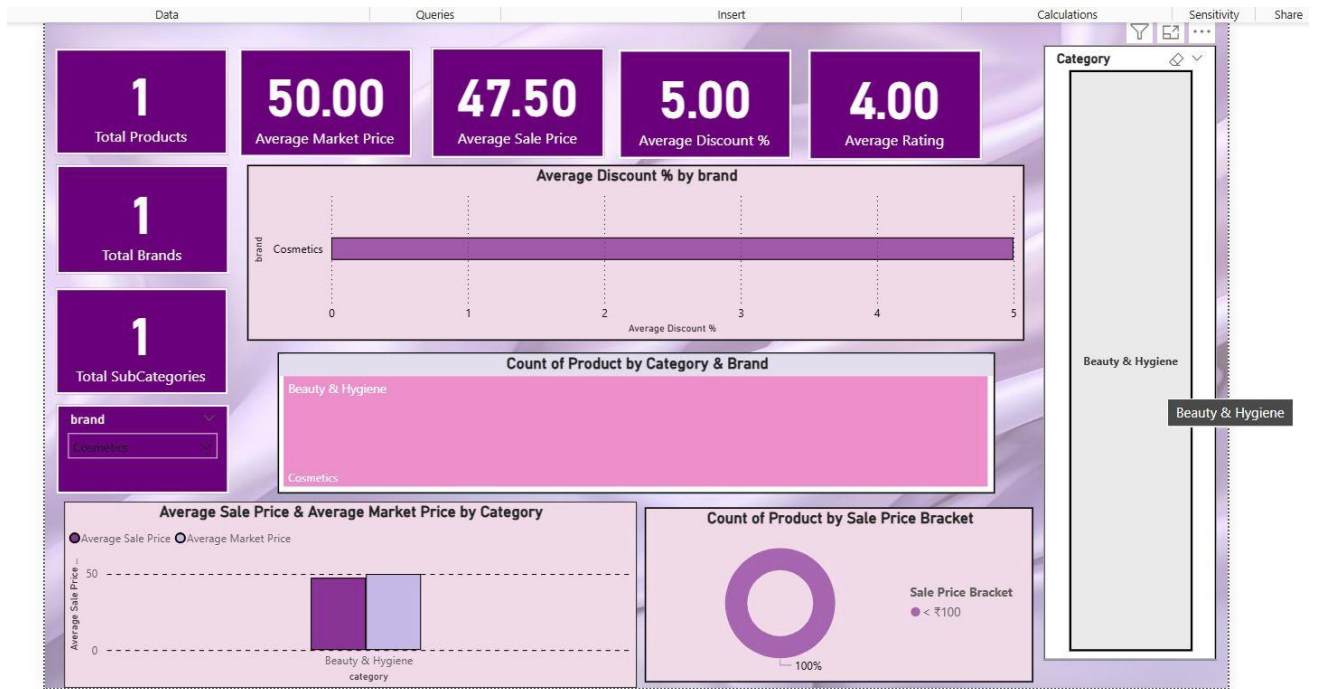 Data Queries Insert Calculations Sensitivity Share
1
Total Products
50.00
Average Market Price
47.50
Average Sale Price
5.00
Average Discount %
4.00
Average Rating
Category
Beauty & Hygiene
Beauty & Hygiene
1
Total Brands
1
Total SubCategories
brand
Cosmetics
Average Discount % by brand
brand
Cosmetics
0 1 2 3 4 5
Average Discount %
Count of Product by Category & Brand
Beauty & Hygiene
Cosmetics
Average Sale Price & Average Market Price by Category
Average Sale Price Average Market Price
Average Sale Price ...
50
0
Beauty & Hygiene
category
Count of Product by Sale Price Bracket
Sale Price Bracket
< ₹100
100%